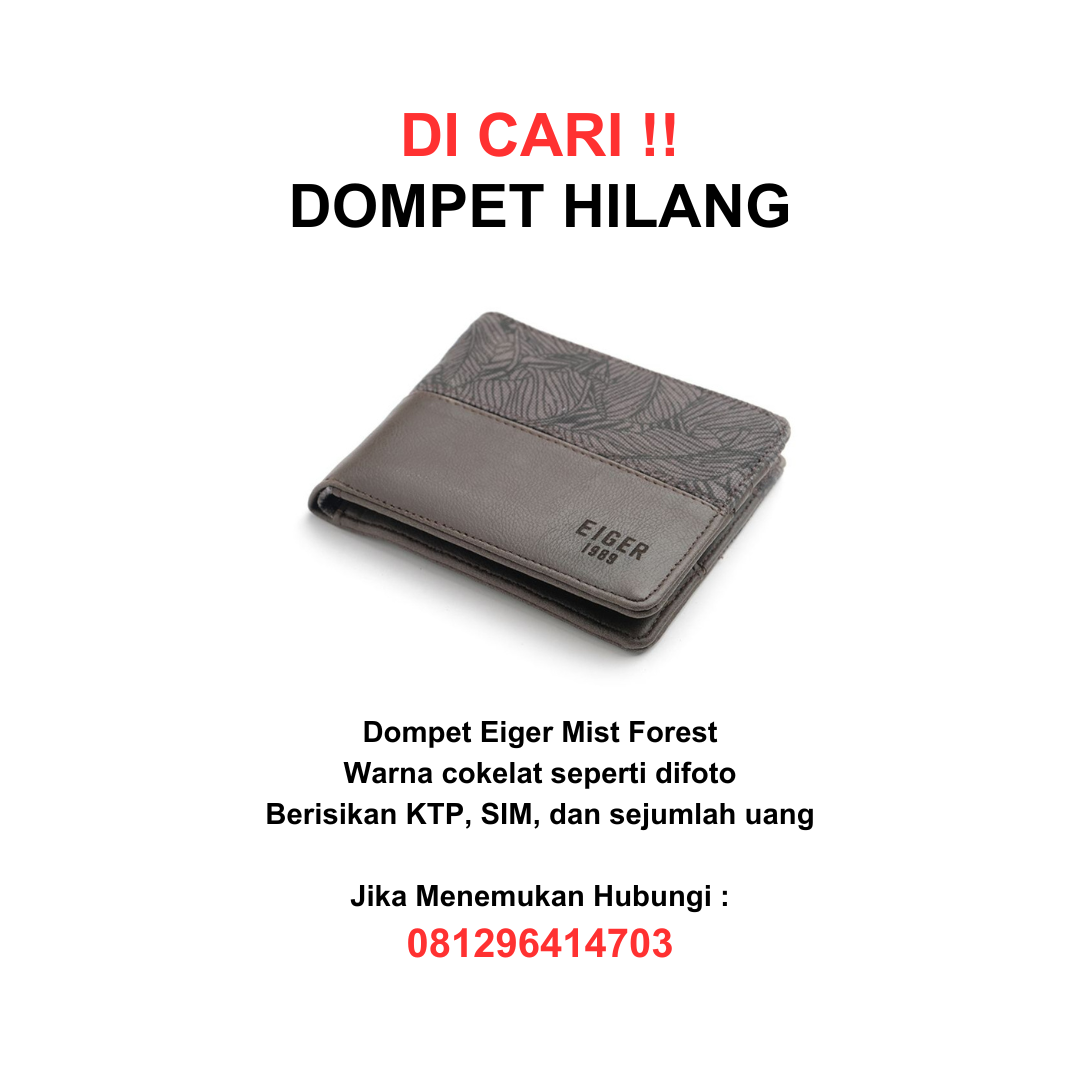 DI CARI !!
DOMPET HILANG
EIGER
1989
Dompet Eiger Mist Forest
Warna cokelat seperti difoto
Berisikan KTP, SIM, dan sejumlah uang
Jika Menemukan Hubungi :
081296414703